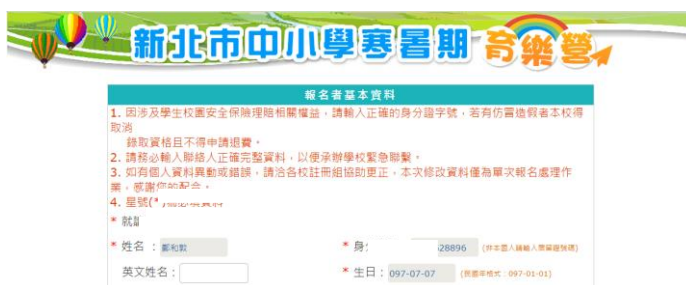 新北市中小學寒暑期 育樂營
報名者基本資料
1. 因涉及學生校園安全保險理賠相關權益，請輸入正確的身分證字號，若有仿冒造假者本校得
取消
錄取資格且不得申請退費。
2. 請務必輸入聯絡人正確完整資料，以便承辦學校緊急聯繫。
3. 如有個人資料異動或錯誤，請洽各校註冊組協助更正，本次修改資料僅為單次報名處理作
業，感謝您的配合。
4. 星號(*)為必填資料
* 就
* 姓名： 鄭和敦 * 身 28896 (非本國人請輸入居留證號碼)
英文姓名： * 生日： 097-07-07 (民國年格式：097-01-01)